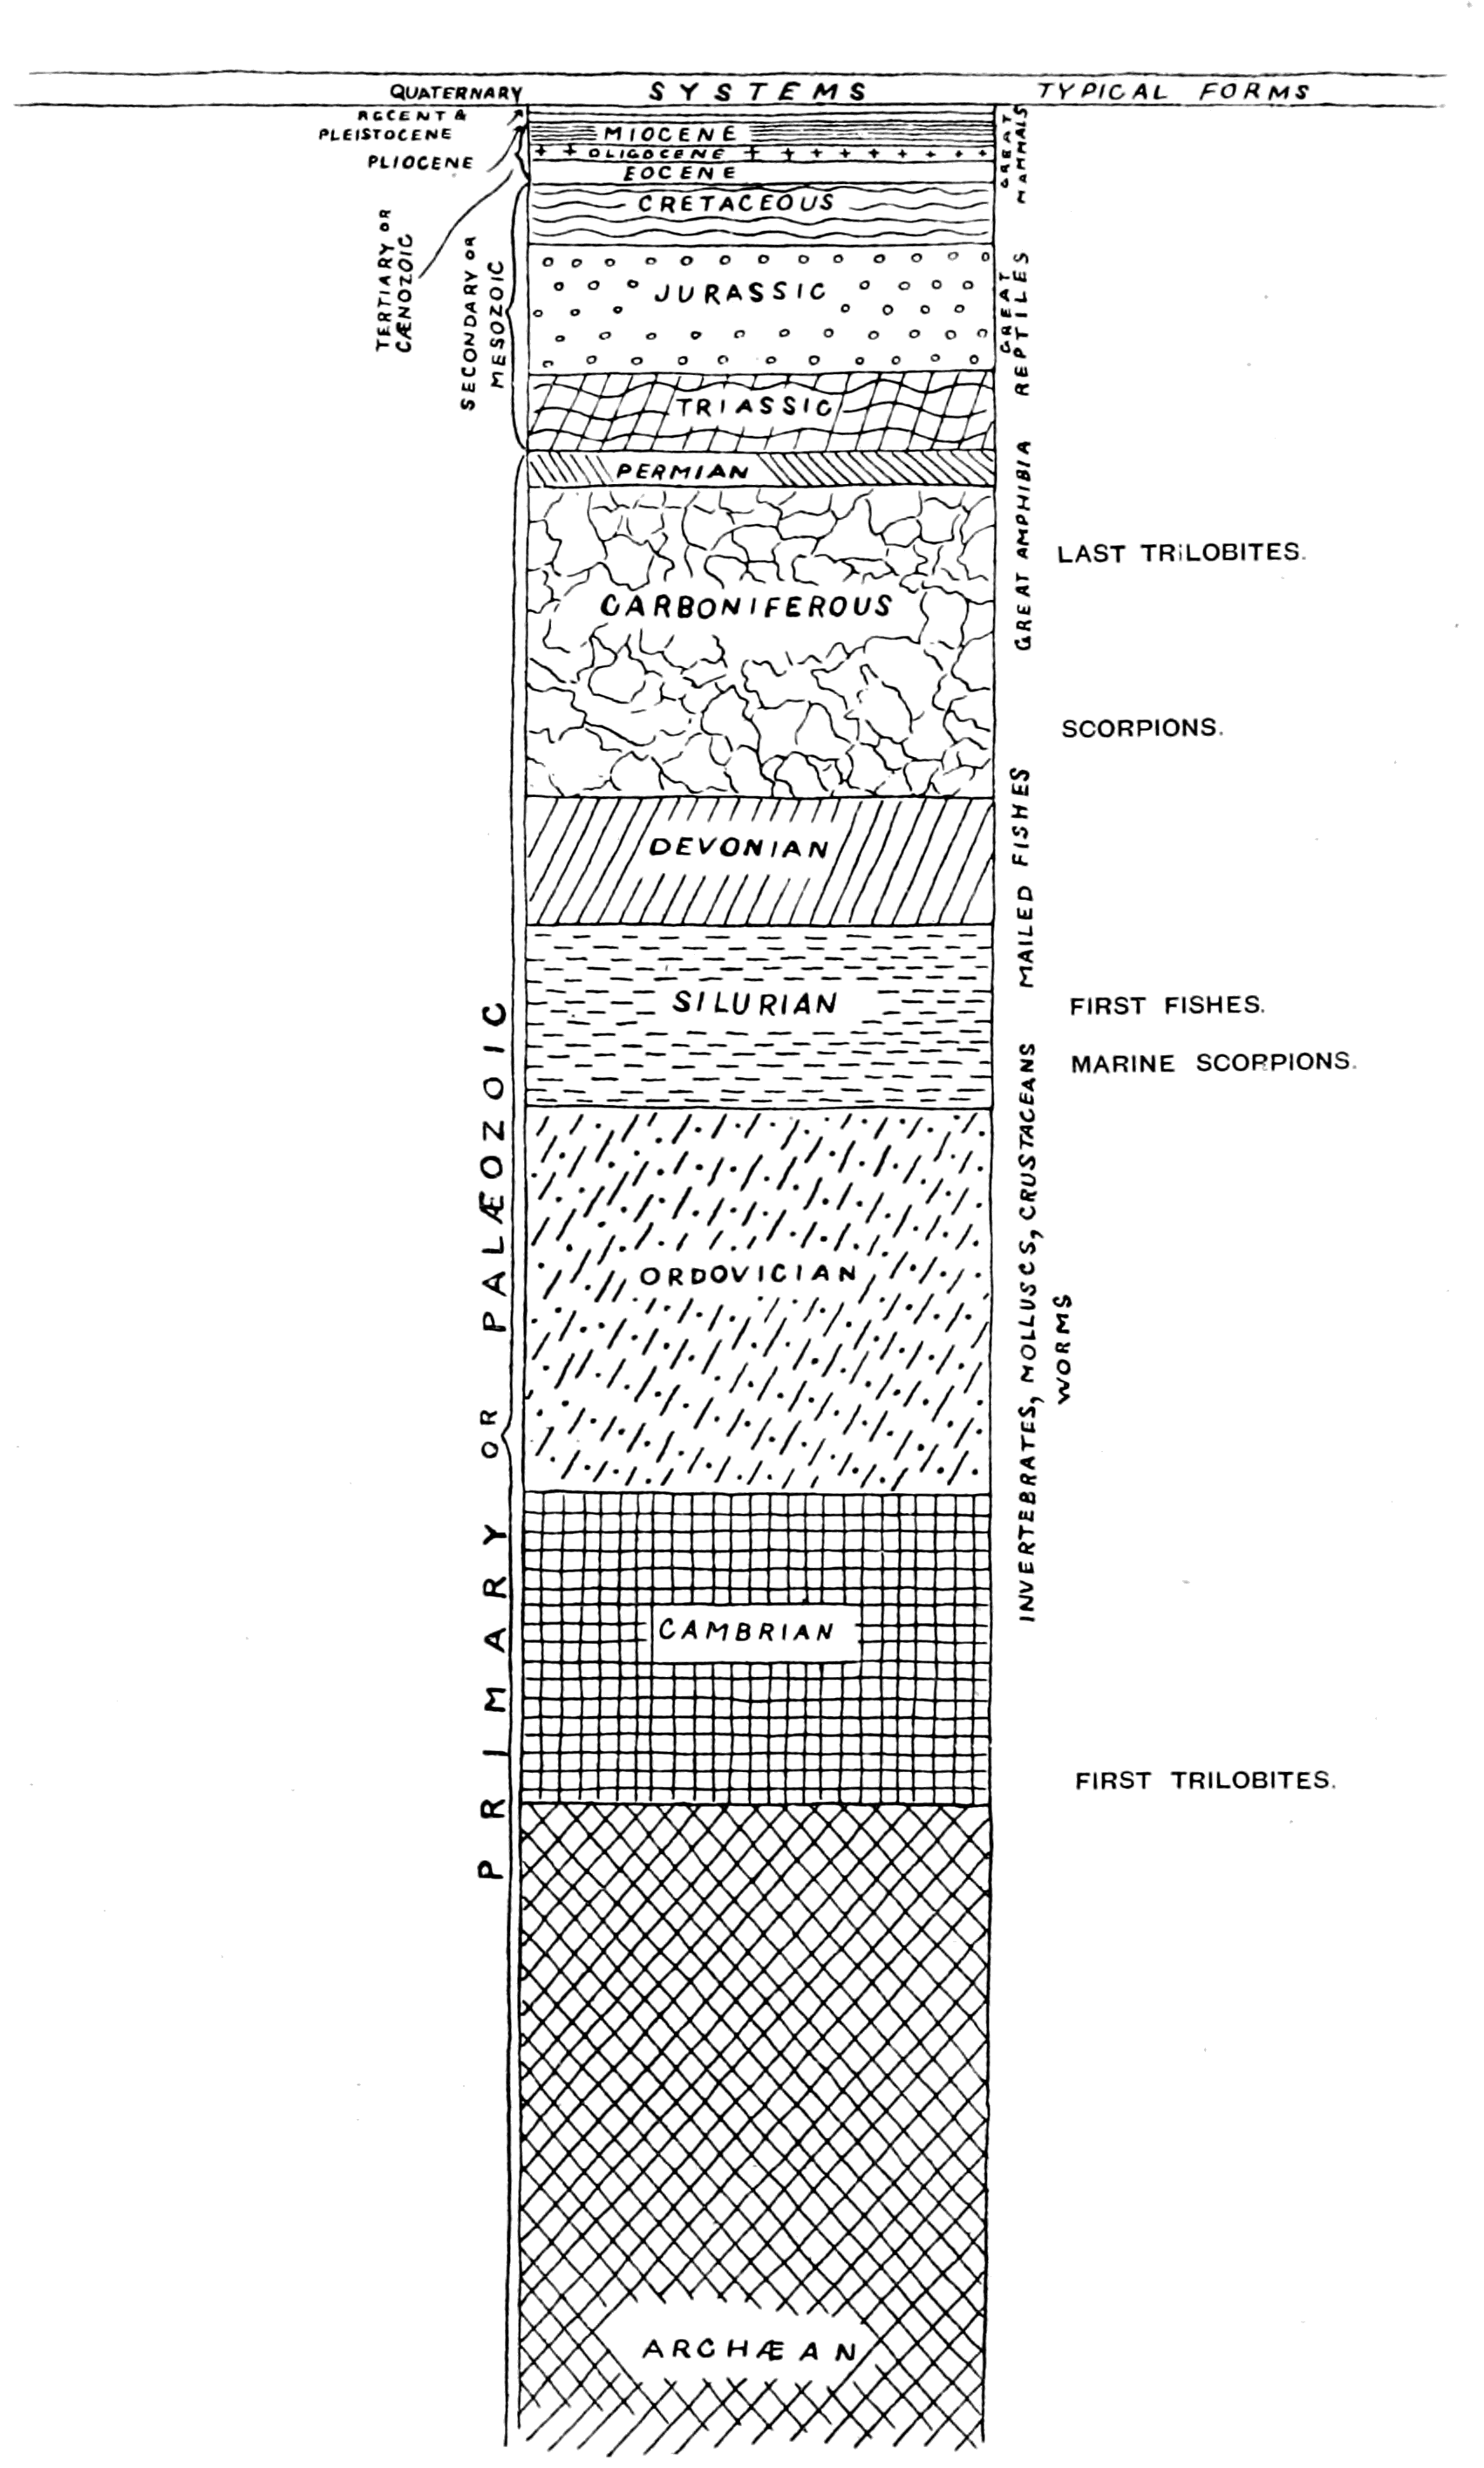 QUATERNARY
SYSTEMS
TYPICAL FORMS
RECENT &
PLEISTOCENE
PLIOCENE
MIOCENE
OLIGOCENE
EOCENE
CRETACEOUS
JURASSIC
TRIASSIC
PERMIAN
CARBONIFEROUS
DEVONIAN
SILURIAN
ORDOVICIAN
CAMBRIAN
ARCHÆAN
TERTIARY OR
CÆNOZOIC
SECONDARY OR
MESOZOIC
PRIMARY OR PALÆOZOIC
GREAT
MAMMALS
GREAT
REPTILES
GREAT AMPHIBIA
LAST TRILOBITES.
SCORPIONS.
MAILED FISHES
FIRST FISHES.
MARINE SCORPIONS.
INVERTEBRATES, MOLLUSCS, CRUSTACEANS
WORMS
FIRST TRILOBITES.